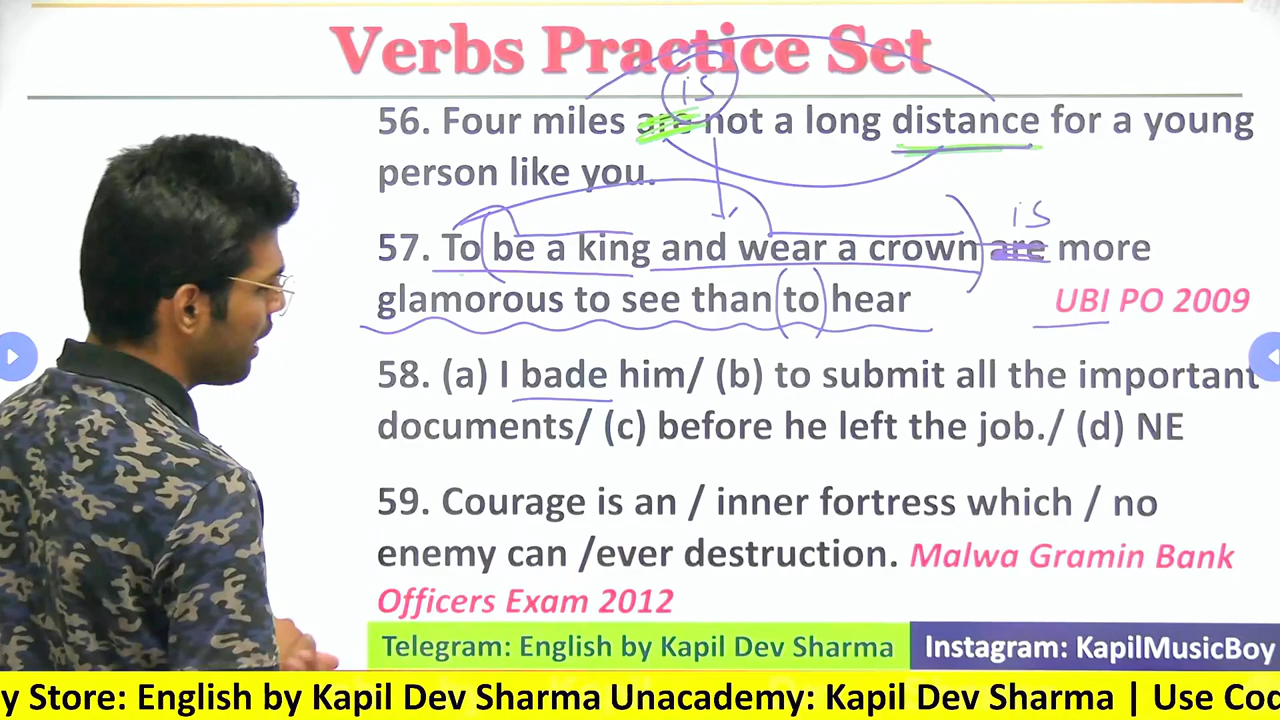 Verbs Practice Set
is
56. Four miles are not a long distance for a young
person like you.
is
57. To be a king and wear a crown are more
glamorous to see than to hear UBI PO 2009
58. (a) I bade him/ (b) to submit all the important
documents/ (c) before he left the job./ (d) NE
59. Courage is an / inner fortress which / no
enemy can /ever destruction. Malwa Gramin Bank
Officers Exam 2012
Telegram: English by Kapil Dev Sharma Instagram: KapilMusicBoy
y Store: English by Kapil Dev Sharma Unacademy: Kapil Dev Sharma | Use Cod